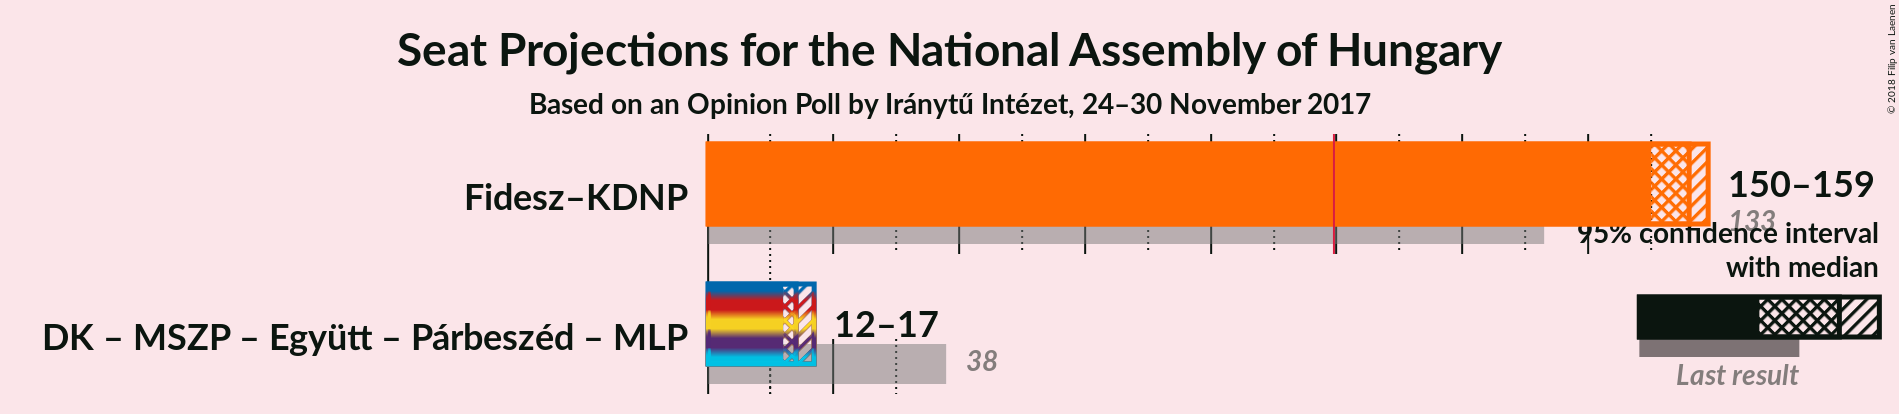 Seat Projections for the National Assembly of Hungary
Based on an Opinion Poll by Iránytű Intézet, 24–30 November 2017
© 2018 Filip van Laenen
Fidesz–KDNP
150–159
133
95% confidence interval
with median
DK – MSZP – Együtt – Párbeszéd – MLP
12–17
38
Last result